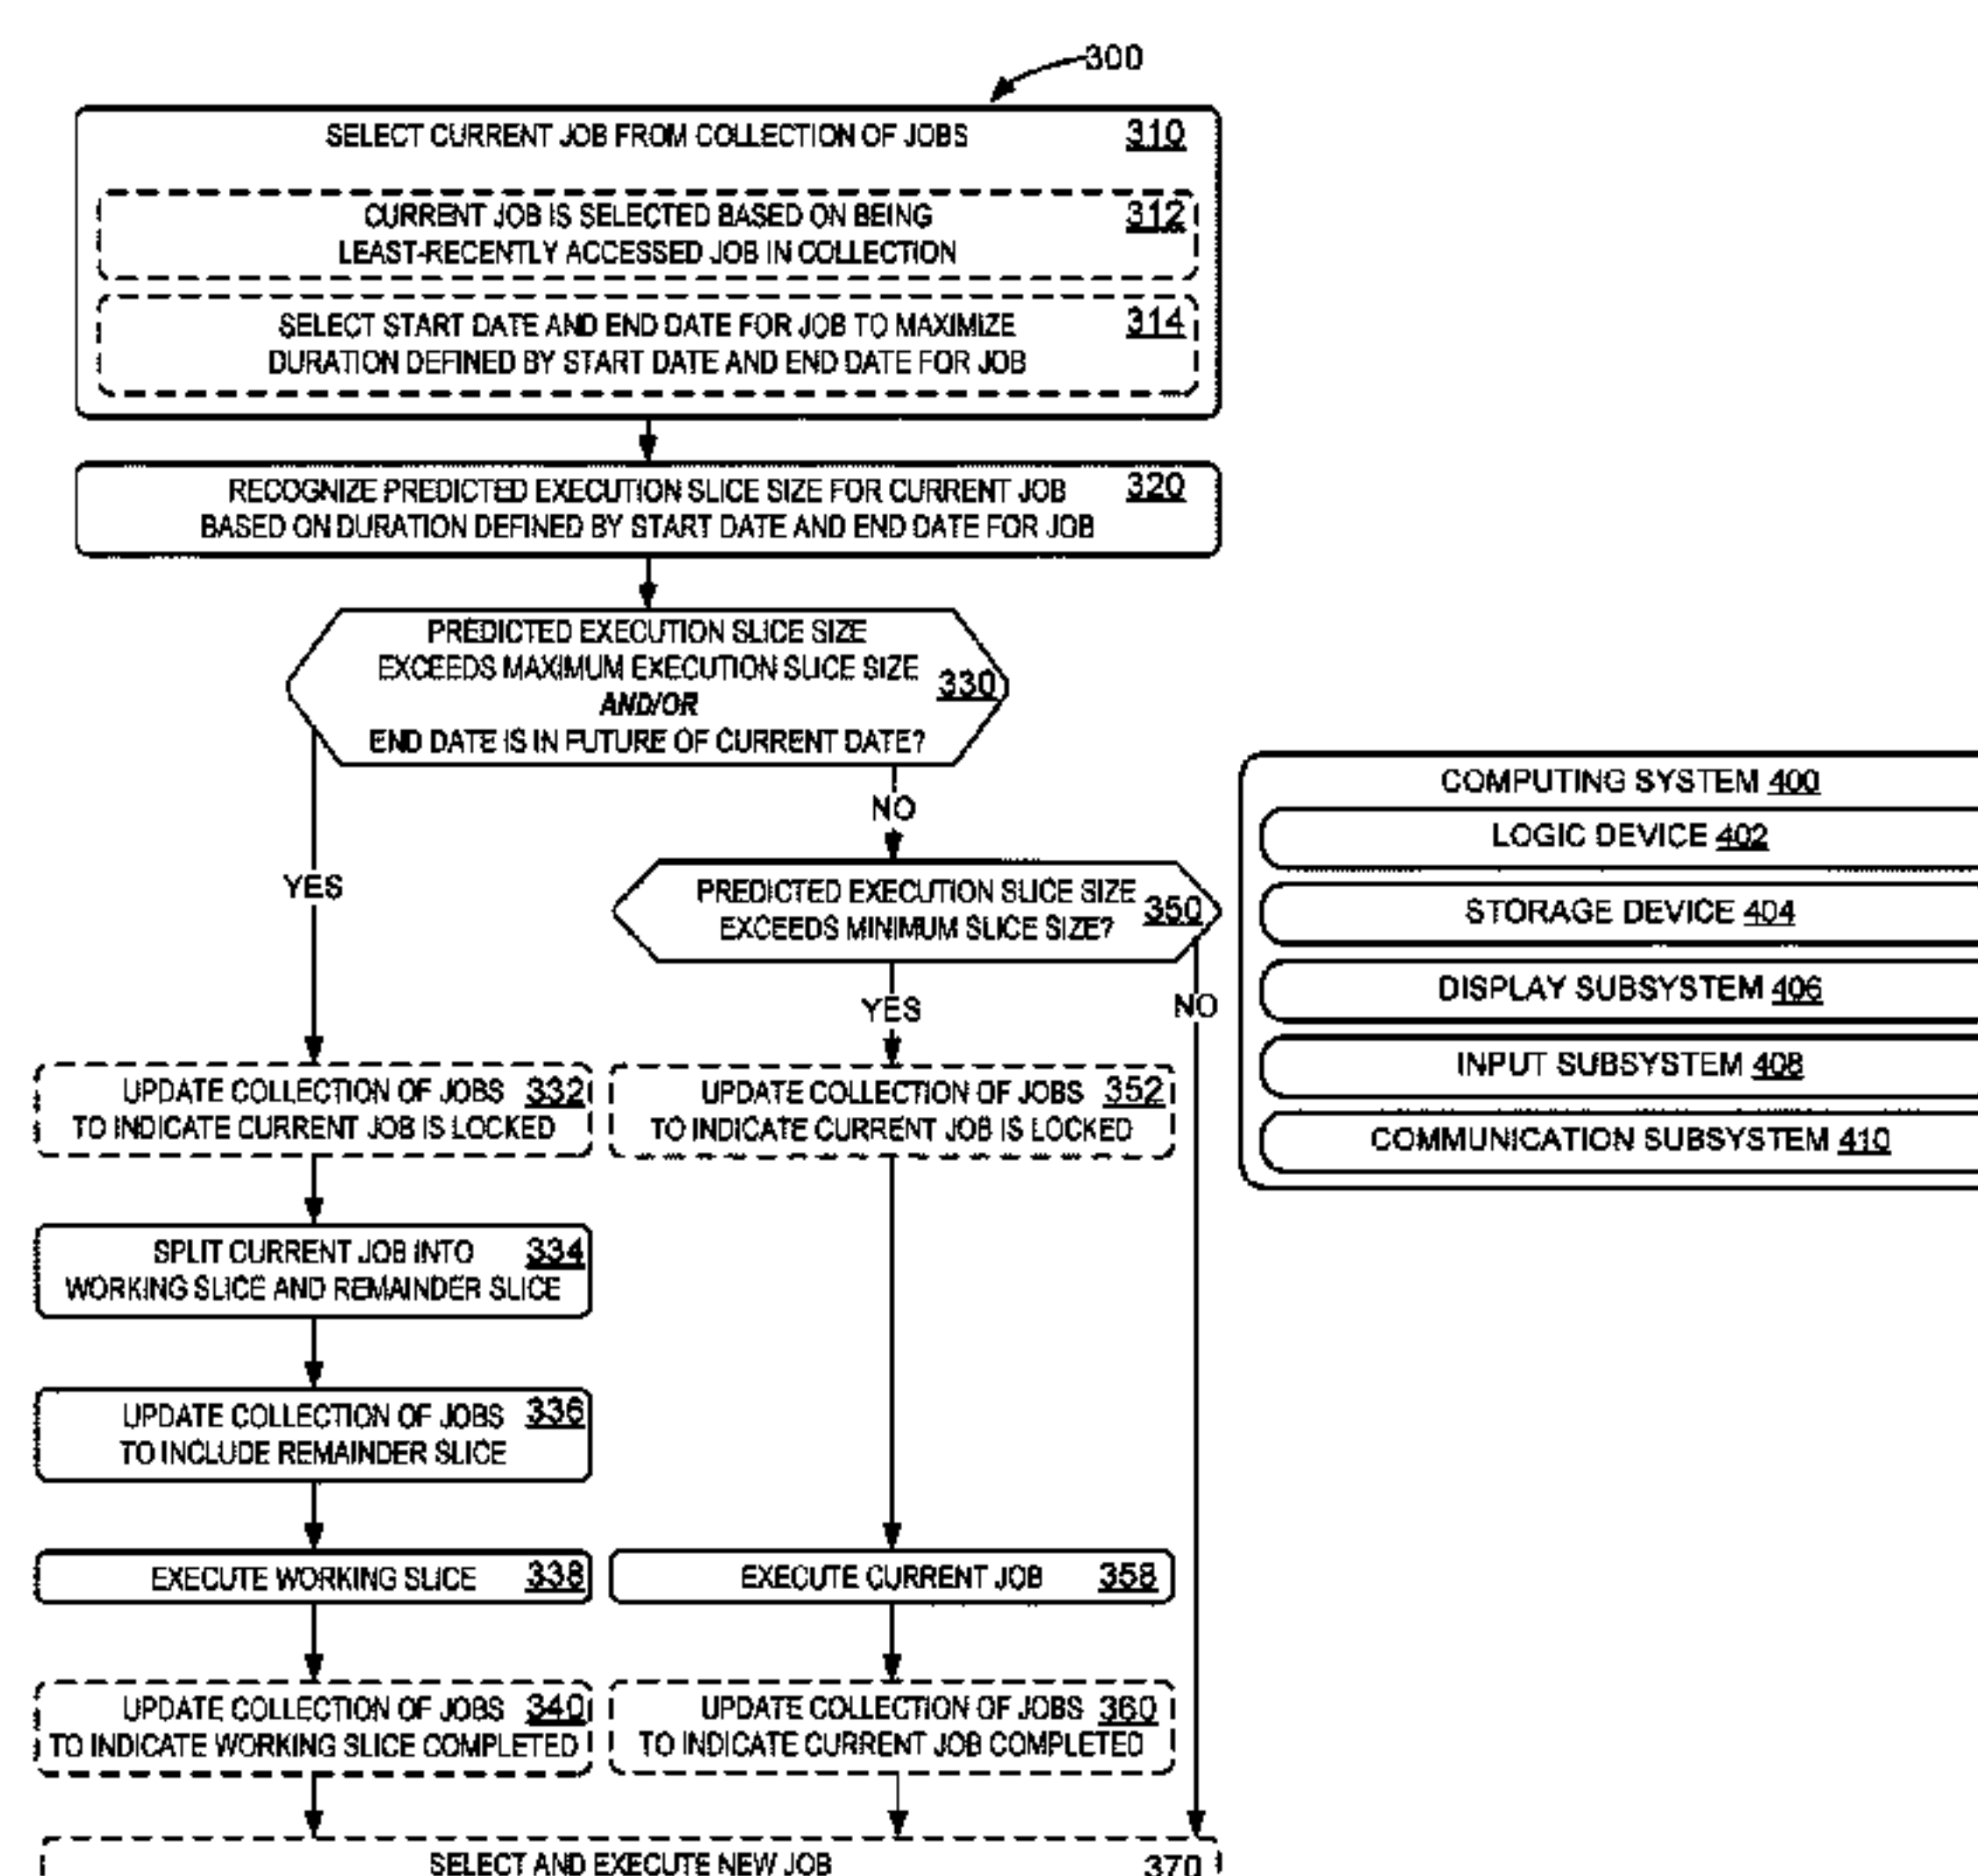 300
SELECT CURRENT JOB FROM COLLECTION OF JOBS 310
CURRENT JOB IS SELECTED BASED ON BEING 312
LEAST-RECENTLY ACCESSED JOB IN COLLECTION
SELECT START DATE AND END DATE FOR JOB TO MAXIMIZE 314
DURATION DEFINED BY START DATE AND END DATE FOR JOB
RECOGNIZE PREDICTED EXECUTION SLICE SIZE FOR CURRENT JOB 320
BASED ON DURATION DEFINED BY START DATE AND END DATE FOR JOB
PREDICTED EXECUTION SLICE SIZE
EXCEEDS MAXIMUM EXECUTION SLICE SIZE 330
AND/OR
END DATE IS IN FUTURE OF CURRENT DATE?
NO
YES
PREDICTED EXECUTION SLICE SIZE 350
EXCEEDS MINIMUM SLICE SIZE?
YES
NO
UPDATE COLLECTION OF JOBS 332
TO INDICATE CURRENT JOB IS LOCKED
UPDATE COLLECTION OF JOBS 352
TO INDICATE CURRENT JOB IS LOCKED
SPLIT CURRENT JOB INTO 334
WORKING SLICE AND REMAINDER SLICE
UPDATE COLLECTION OF JOBS 336
TO INCLUDE REMAINDER SLICE
EXECUTE WORKING SLICE 338
EXECUTE CURRENT JOB 358
UPDATE COLLECTION OF JOBS 340
TO INDICATE WORKING SLICE COMPLETED
UPDATE COLLECTION OF JOBS 360
TO INDICATE CURRENT JOB COMPLETED
SELECT AND EXECUTE NEW JOB 370
COMPUTING SYSTEM 400
LOGIC DEVICE 402
STORAGE DEVICE 404
DISPLAY SUBSYSTEM 406
INPUT SUBSYSTEM 408
COMMUNICATION SUBSYSTEM 410